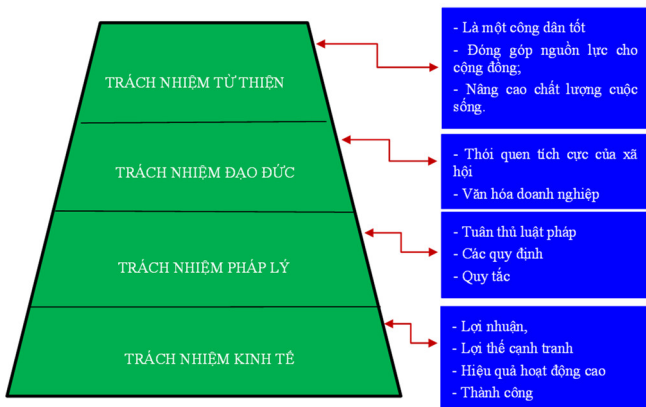 TRÁCH NHIỆM TỪ THIỆN
- Là một công dân tốt
- Đóng góp nguồn lực cho
cộng đồng;
- Nâng cao chất lượng cuộc
sống.
TRÁCH NHIỆM ĐẠO ĐỨC
- Thói quen tích cực của xã
hội
- Văn hóa doanh nghiệp
TRÁCH NHIỆM PHÁP LÝ
- Tuân thủ luật pháp
- Các quy định
- Quy tắc
TRÁCH NHIỆM KINH TẾ
- Lợi nhuận,
- Lợi thế cạnh tranh
- Hiệu quả hoạt động cao
- Thành công